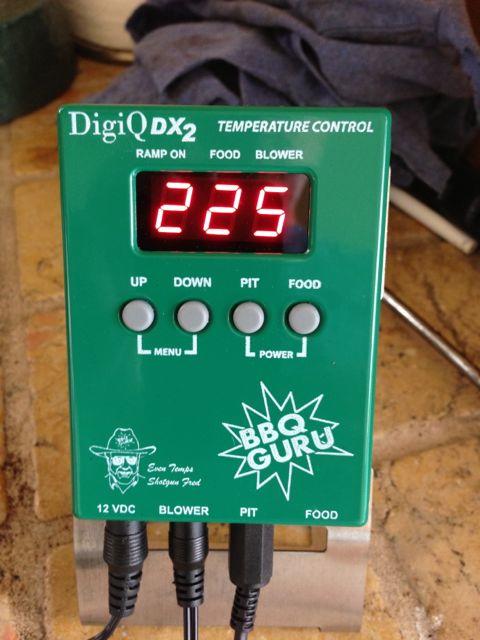 DigiQ DX2 TEMPERATURE CONTROL
RAMP ON FOOD BLOWER
225
UP DOWN PIT FOOD
MENU POWER
BBQ
GURU
Even Temps
Shotgun Fred
12 VDC BLOWER PIT FOOD